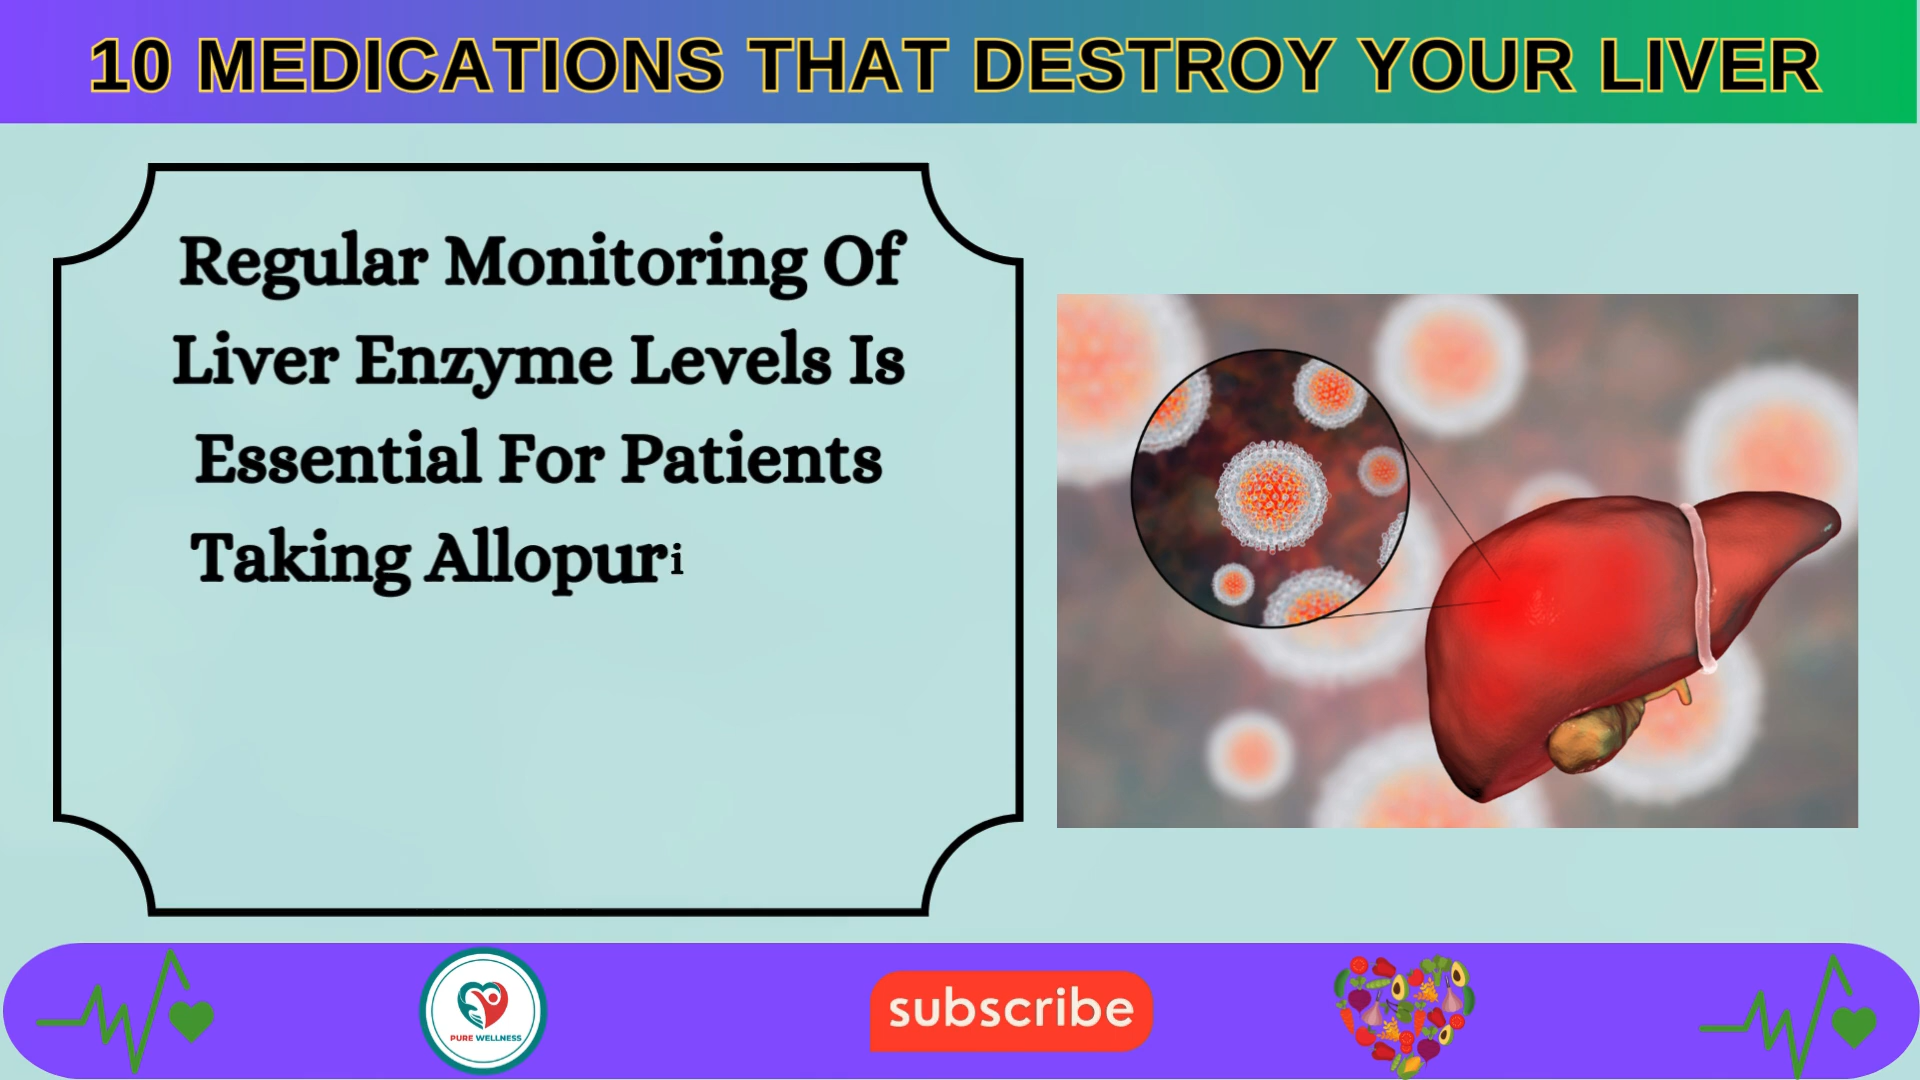 10 MEDICATIONS THAT DESTROY YOUR LIVER
Regular Monitoring Of
Liver Enzyme Levels Is
Essential For Patients
Taking Allopuri
PURE WELLNESS
subscribe